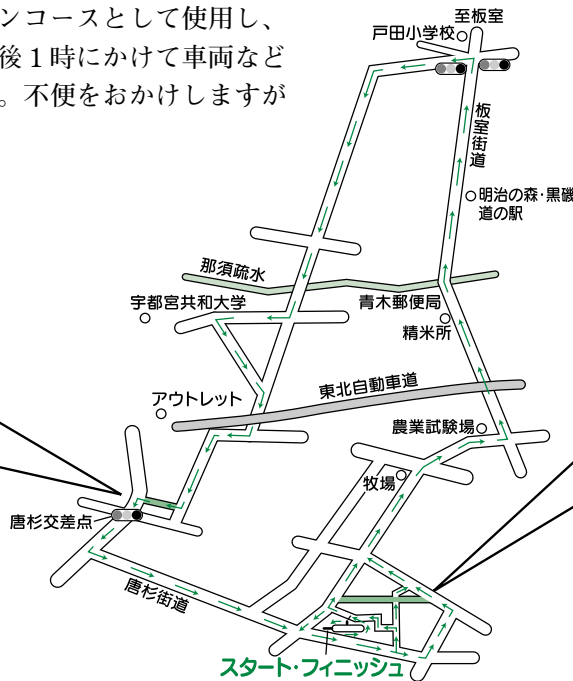 ンコースとして使用し、
後１時にかけて車両など
。不便をおかけしますが
至板室
戸田小学校
板室街道
明治の森・黒磯
道の駅
那須疏水
宇都宮共和大学
青木郵便局
精米所
アウトレット
東北自動車道
農業試験場
牧場
唐杉交差点
唐杉街道
スタート・フィニッシュ